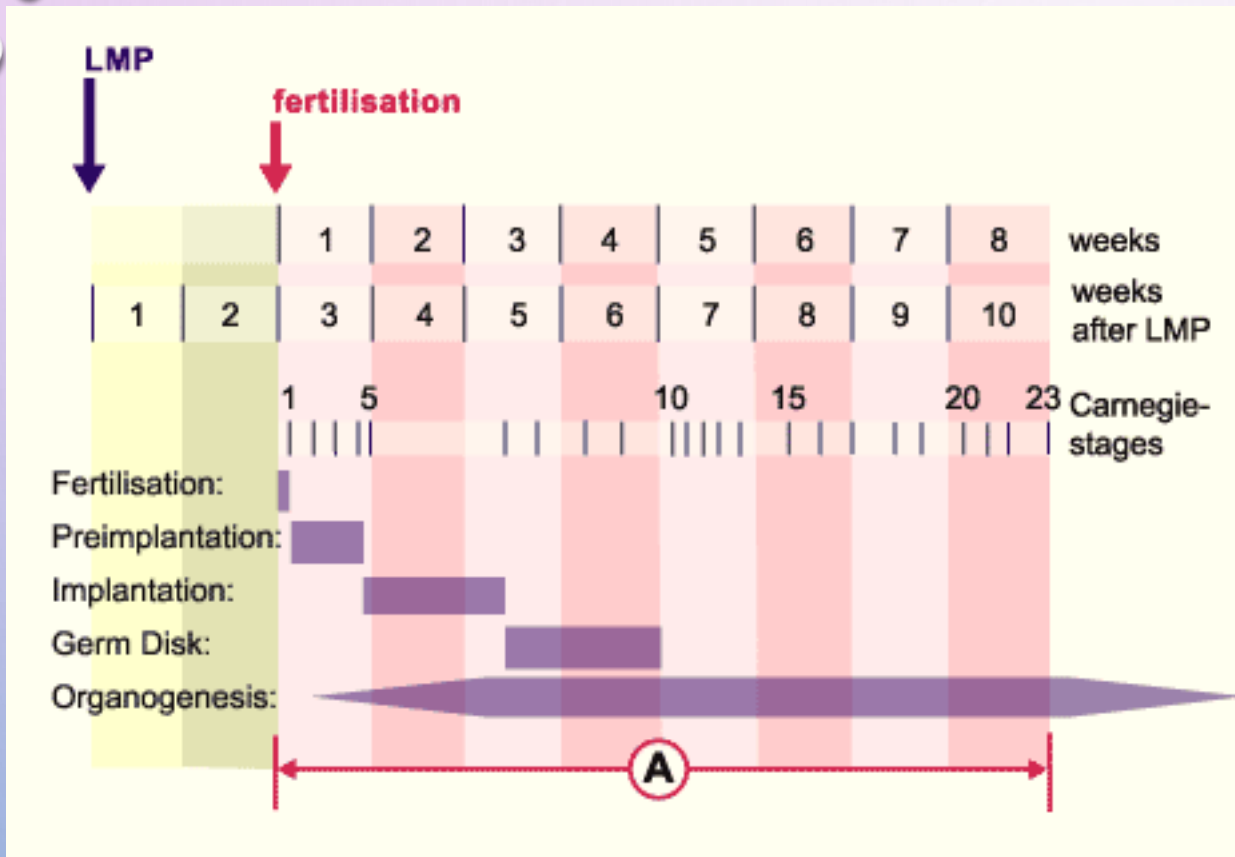 LMP
fertilisation
1 2 3 4 5 6 7 8 weeks
1 2 3 4 5 6 7 8 9 10 weeks
after LMP
1 5 10 15 20 23 Carnegie-
stages
Fertilisation:
Preimplantation:
Implantation:
Germ Disk:
Organogenesis:
A